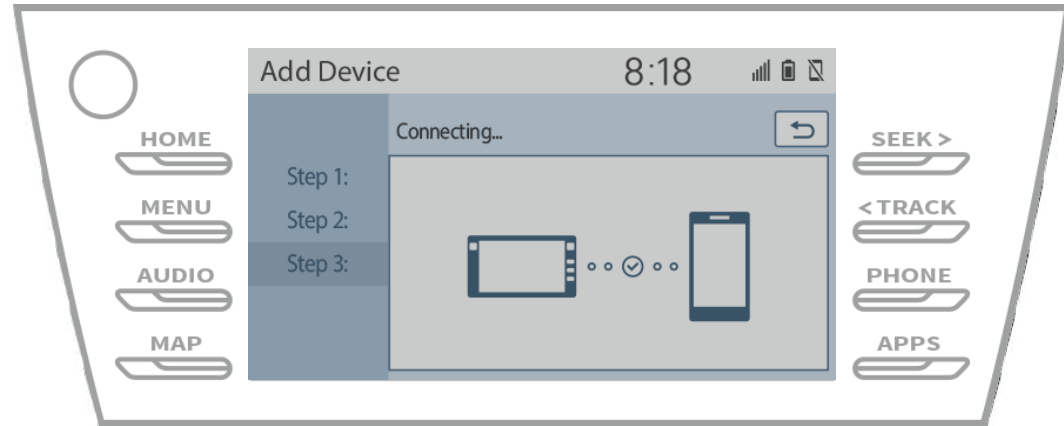 Add Device
8:18
Connecting...
Step 1:
Step 2:
Step 3:
HOME
MENU
AUDIO
MAP
SEEK >
< TRACK
PHONE
APPS